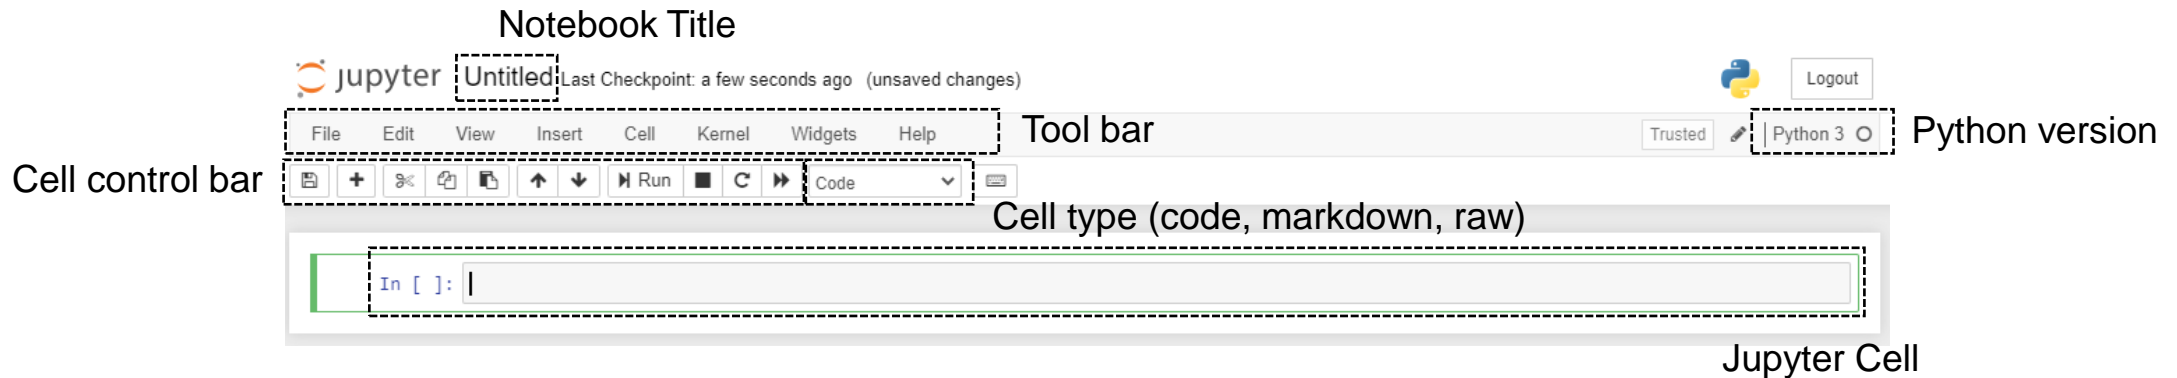 Notebook Title
jupyter Untitled Last Checkpoint: a few seconds ago (unsaved changes) Logout
File Edit View Insert Cell Kernel Widgets Help Tool bar Trusted Python 3 Python version
Cell control bar Run Code
Cell type (code, markdown, raw)
In [ ]:
Jupyter Cell